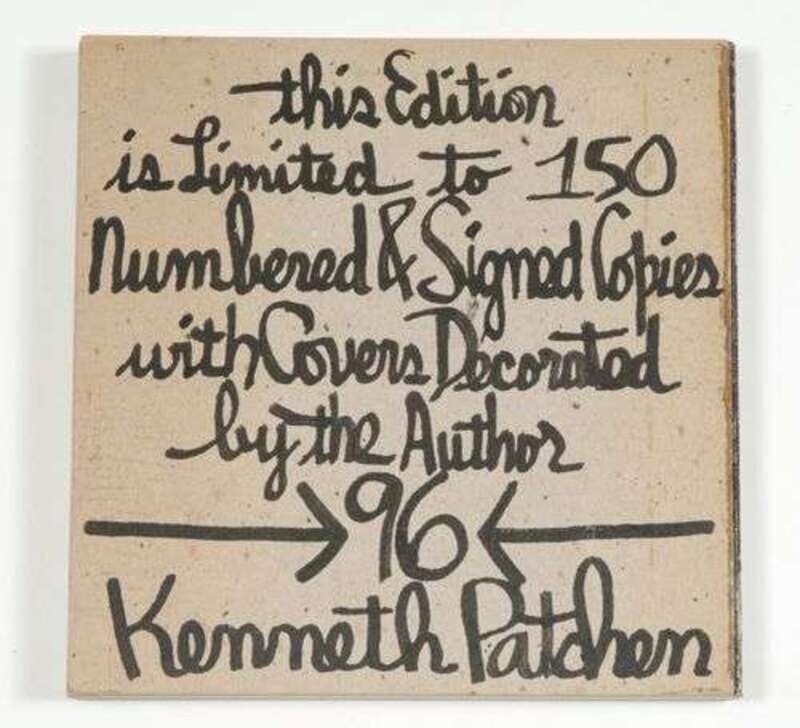 this Edition
is Limited to 150
Numbered & Signed Copies
with Covers Decorated
by the Author
→ 96 ←
Kenneth Patchen